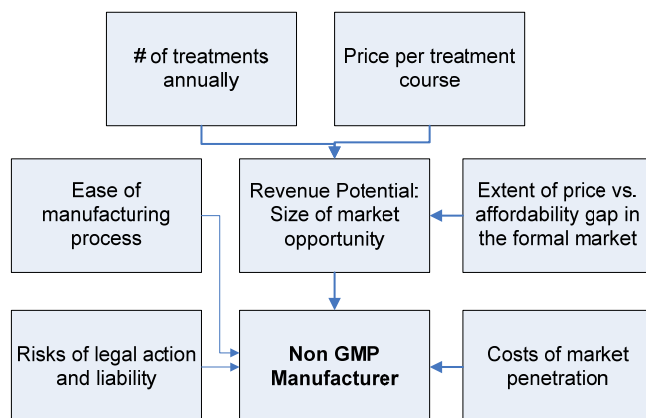 # of treatments
annually
Price per treatment
course
Ease of
manufacturing
process
Revenue Potential:
Size of market
opportunity
Extent of price vs.
affordability gap in
the formal market
Risks of legal action
and liability
Non GMP
Manufacturer
Costs of market
penetration